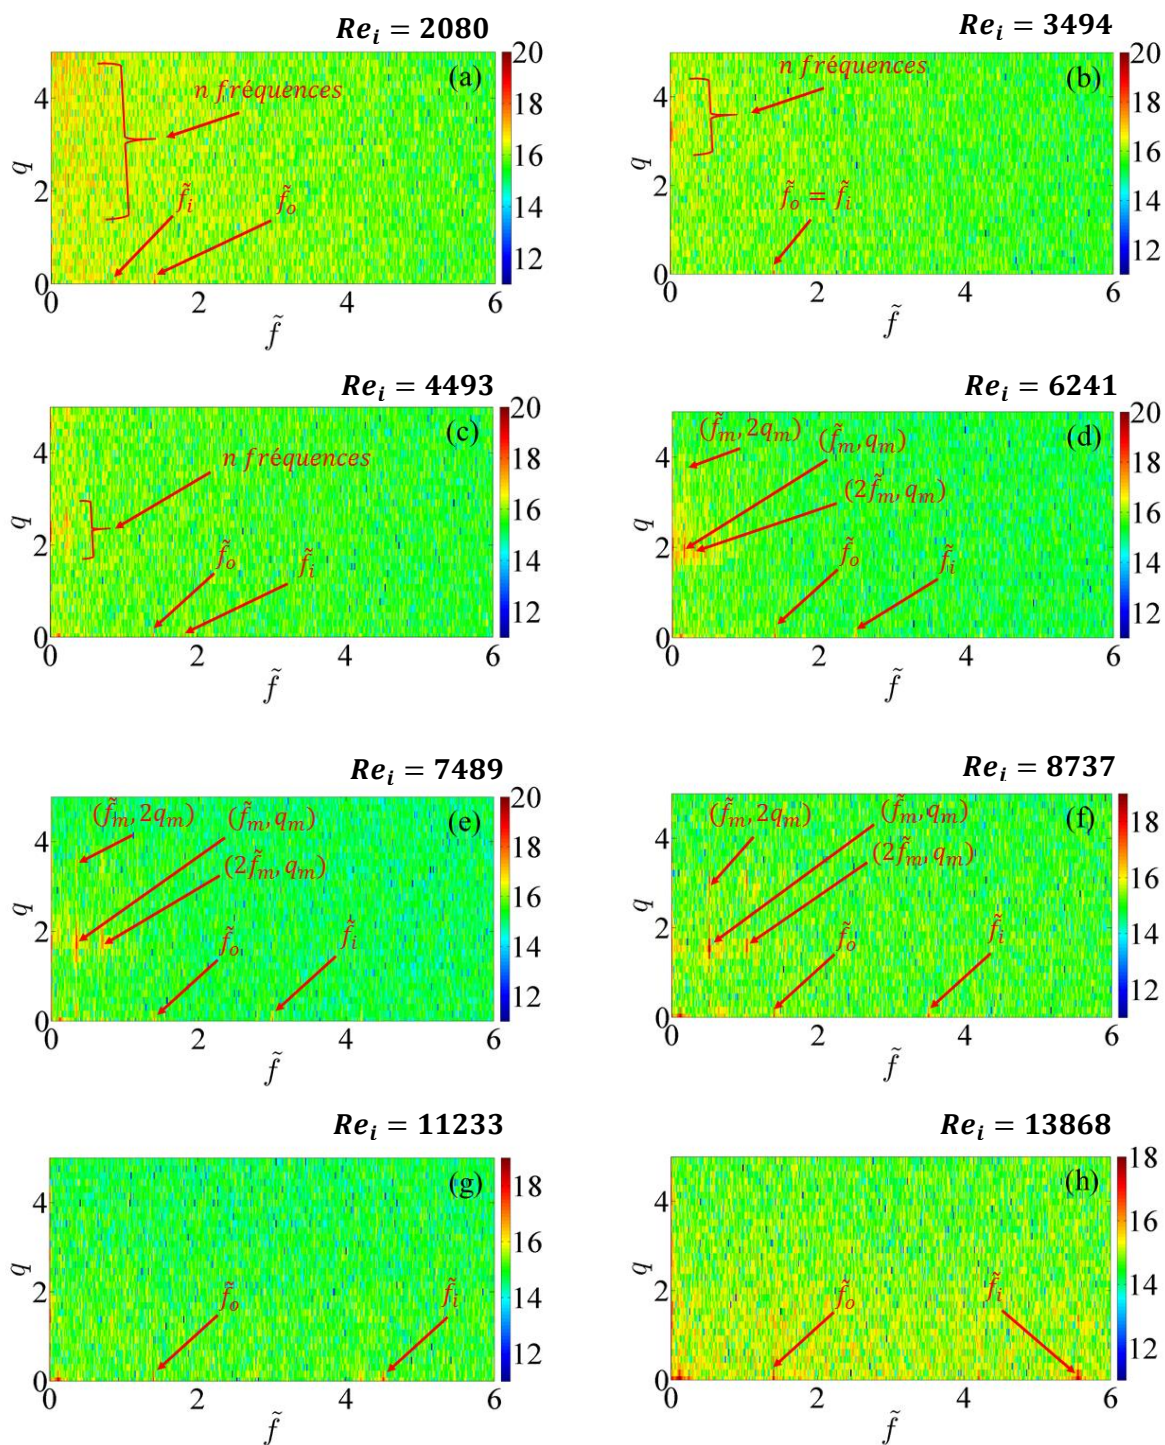 Re_i = 2080
(a)
n fréquences
f̃_i
f̃_o
q
4
2
0
0 2 4 6
f̃
20
18
16
14
12
Re_i = 3494
(b)
n fréquences
f̃_o = f̃_i
q
4
2
0
0 2 4 6
f̃
20
18
16
14
12
Re_i = 4493
(c)
n fréquences
f̃_o
f̃_i
q
4
2
0
0 2 4 6
f̃
20
18
16
14
12
Re_i = 6241
(d)
(f̃_m, 2q_m)
(f̃_m, q_m)
(2f̃_m, q_m)
f̃_o
f̃_i
q
4
2
0
0 2 4 6
f̃
20
18
16
14
12
Re_i = 7489
(e)
(f̃_m, 2q_m)
(f̃_m, q_m)
(2f̃_m, q_m)
f̃_o
f̃_i
q
4
2
0
0 2 4 6
f̃
20
18
16
14
12
Re_i = 8737
(f)
(f̃_m, 2q_m)
(f̃_m, q_m)
(2f̃_m, q_m)
f̃_o
f̃_i
q
4
2
0
0 2 4 6
f̃
18
16
14
12
Re_i = 11233
(g)
f̃_o
f̃_i
q
4
2
0
0 2 4 6
f̃
18
16
14
12
Re_i = 13868
(h)
f̃_o
f̃_i
q
4
2
0
0 2 4 6
f̃
18
16
14
12